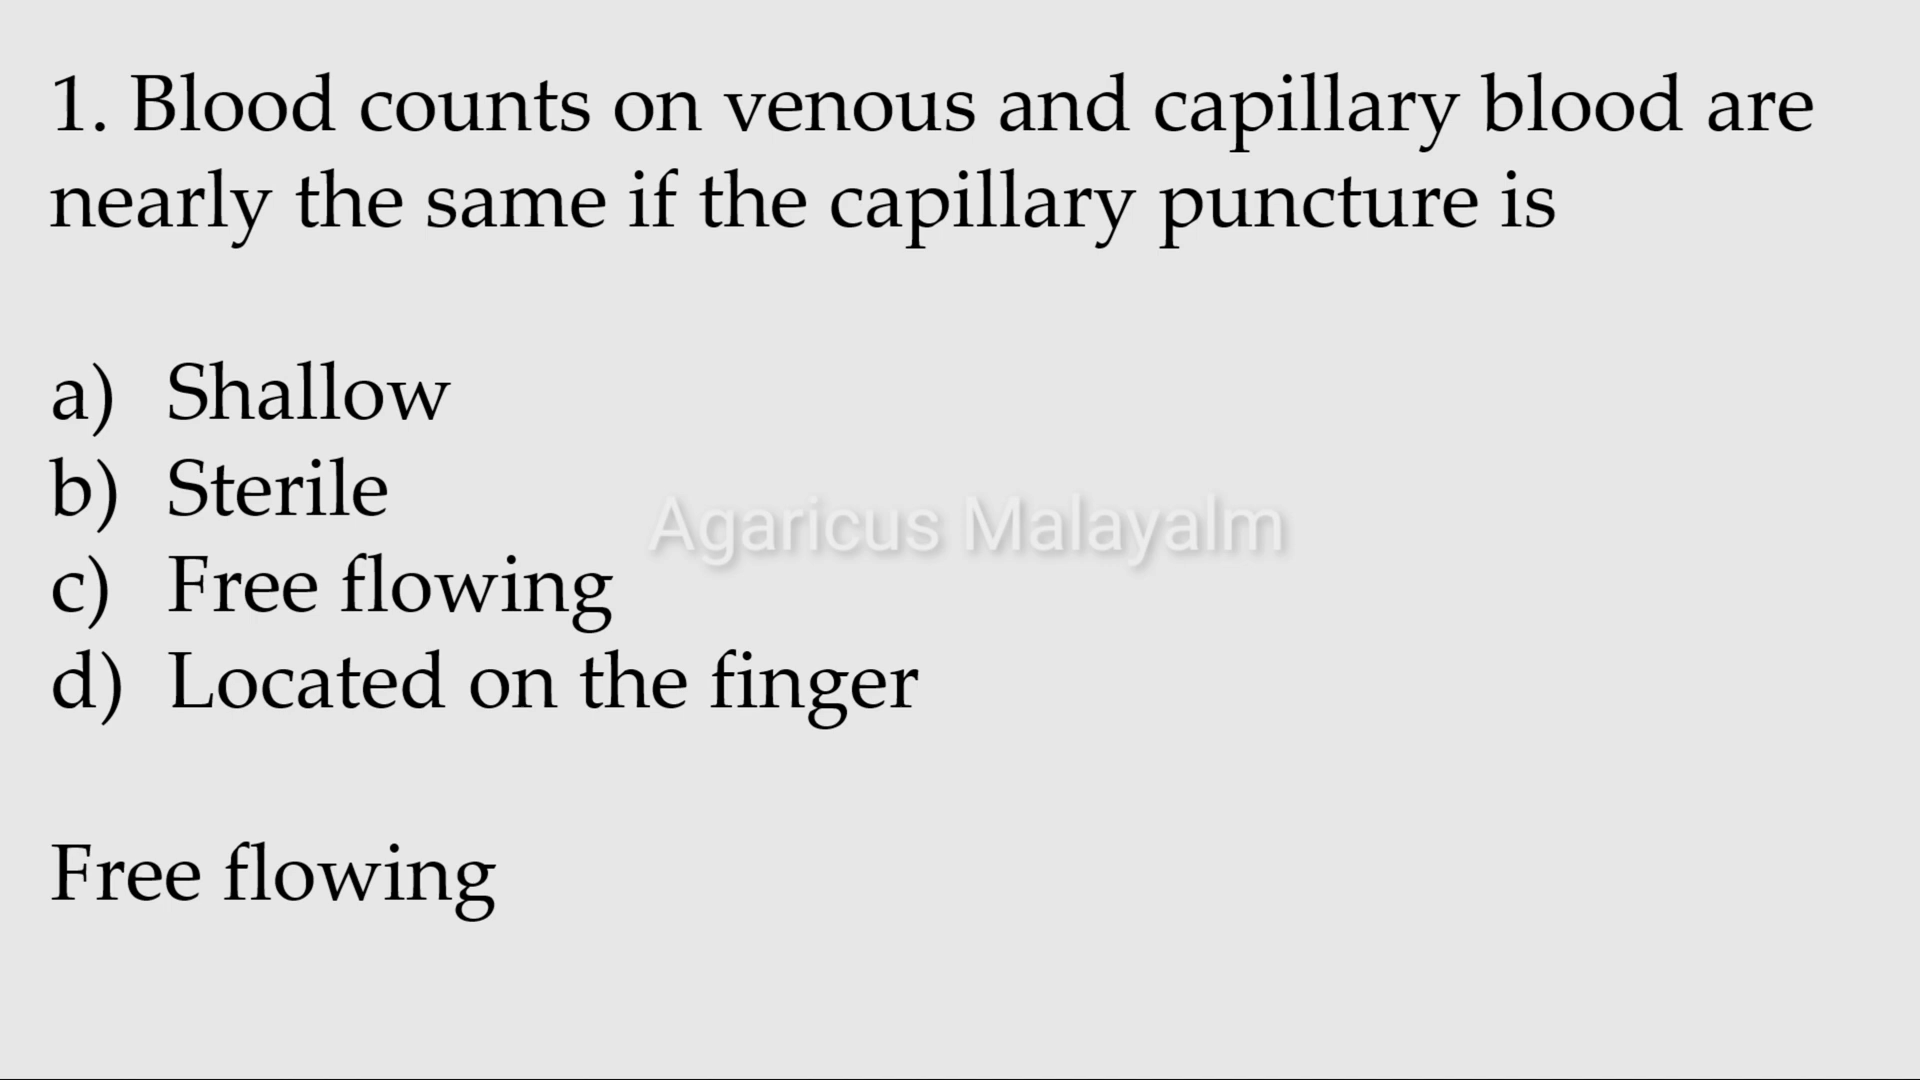 1. Blood counts on venous and capillary blood are
nearly the same if the capillary puncture is
a) Shallow
b) Sterile
Agaricus Malayalm
c) Free flowing
d) Located on the finger
Free flowing